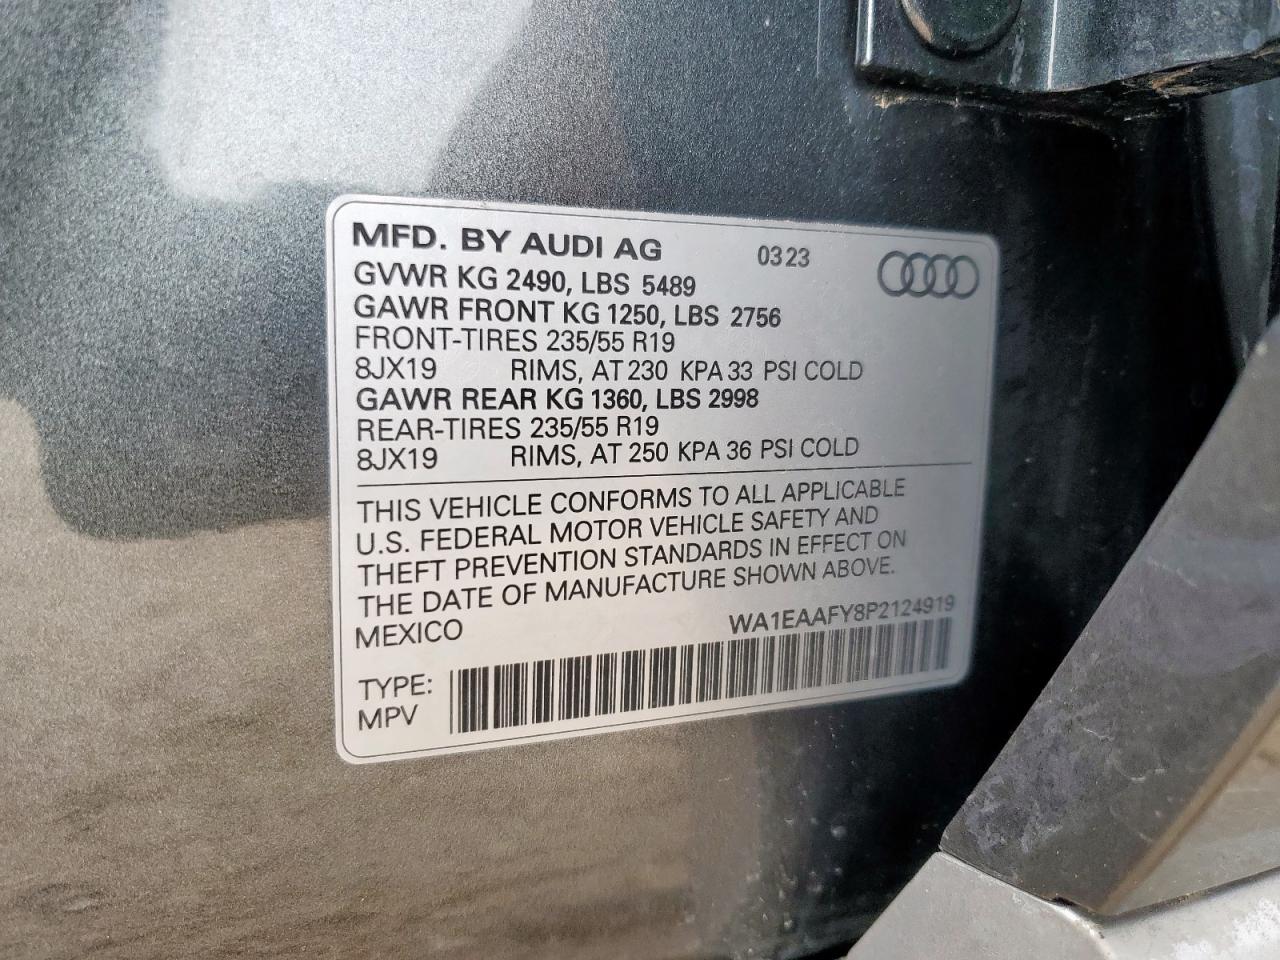 MFD. BY AUDI AG 03 23
GVWR KG 2490, LBS 5489
GAWR FRONT KG 1250, LBS 2756
FRONT-TIRES 235/55 R19
8JX19 RIMS, AT 230 KPA 33 PSI COLD
GAWR REAR KG 1360, LBS 2998
REAR-TIRES 235/55 R19
8JX19 RIMS, AT 250 KPA 36 PSI COLD
THIS VEHICLE CONFORMS TO ALL APPLICABLE
U.S. FEDERAL MOTOR VEHICLE SAFETY AND
THEFT PREVENTION STANDARDS IN EFFECT ON
THE DATE OF MANUFACTURE SHOWN ABOVE.
MEXICO WA1EAAFY8P2124919
TYPE:
MPV